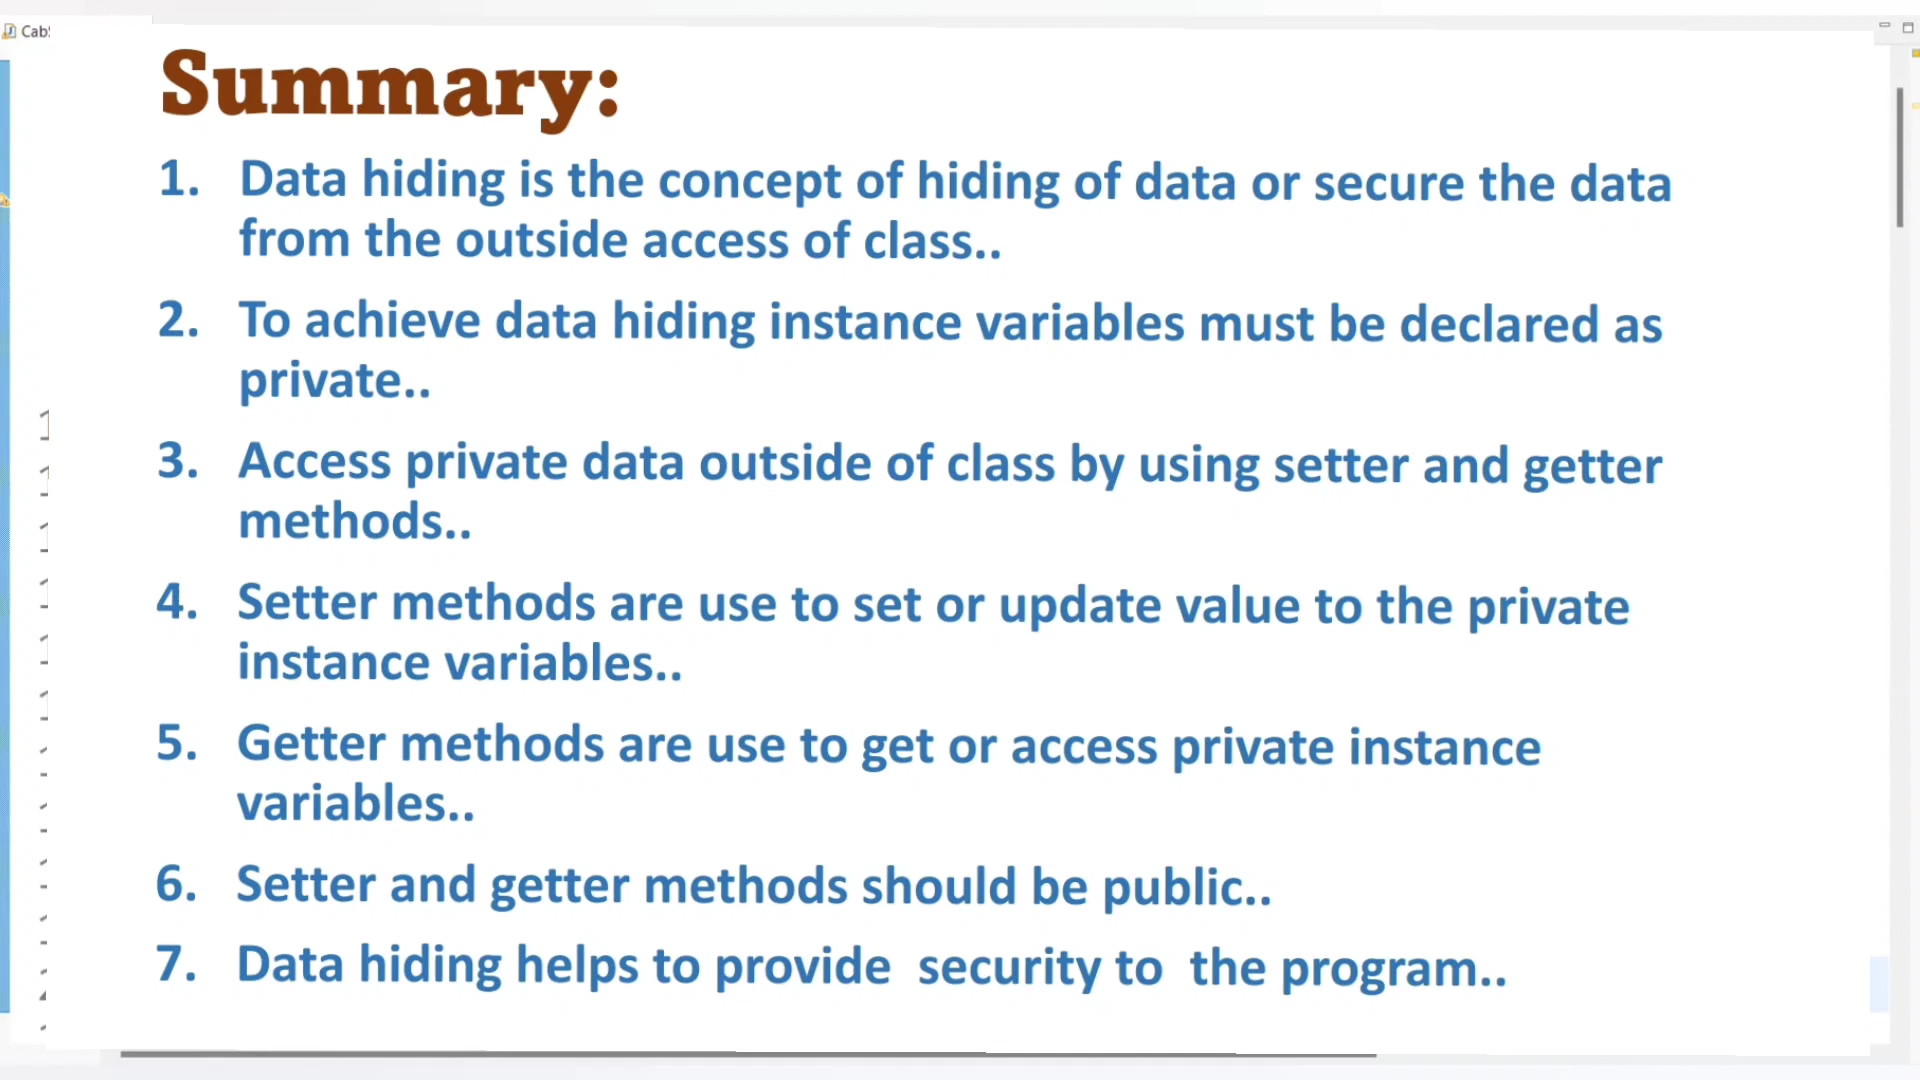 Cab
Summary:
1. Data hiding is the concept of hiding of data or secure the data
from the outside access of class..
2. To achieve data hiding instance variables must be declared as
private..
3. Access private data outside of class by using setter and getter
methods..
4. Setter methods are use to set or update value to the private
instance variables..
5. Getter methods are use to get or access private instance
variables..
6. Setter and getter methods should be public..
7. Data hiding helps to provide security to the program..